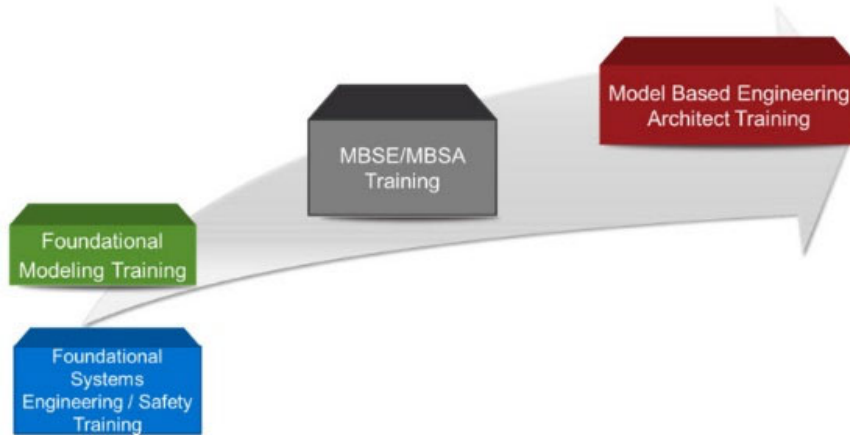 Model Based Engineering
Architect Training
MBSE/MBSA
Training
Foundational
Modeling Training
Foundational
Systems
Engineering / Safety
Training